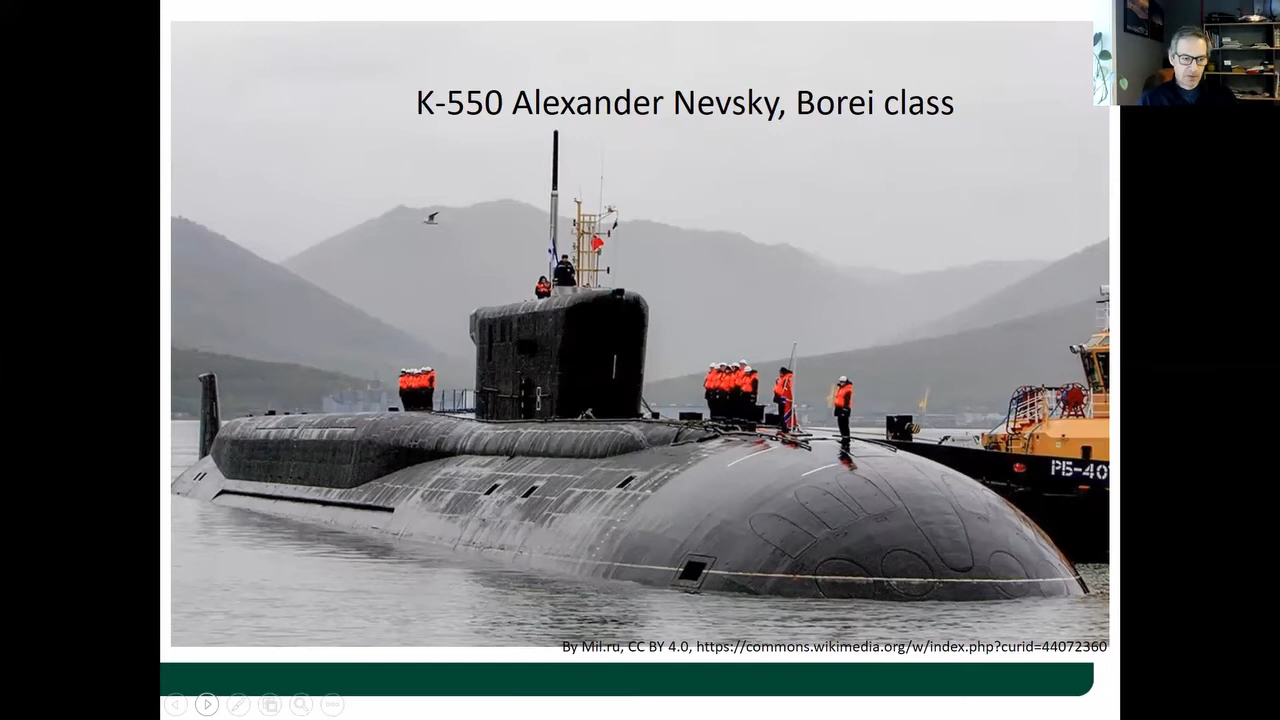 K-550 Alexander Nevsky, Borei class
РБ-40
By Mil.ru, CC BY 4.0, https://commons.wikimedia.org/w/index.php?curid=44072360